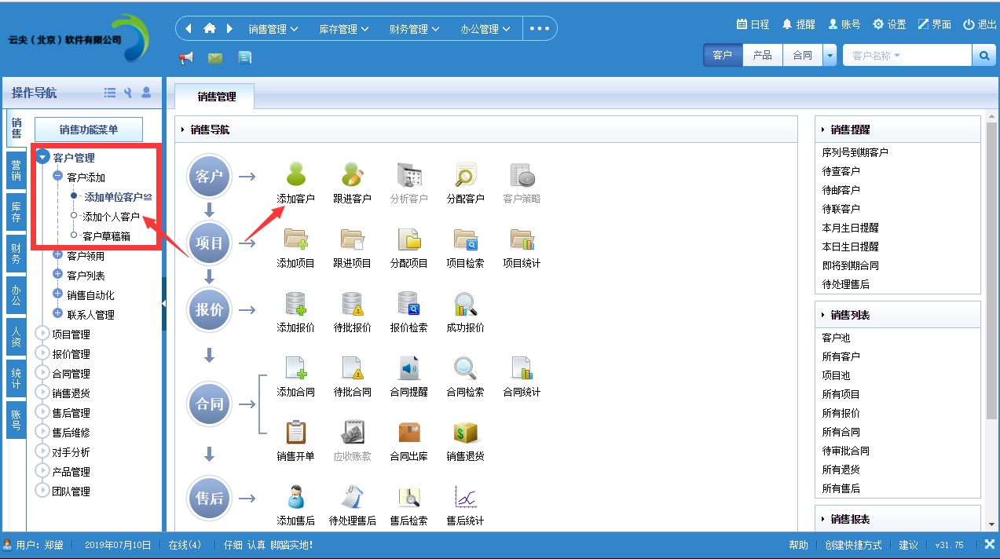 云尖（北京）软件有限公司
销售管理 库存管理 财务管理 办公管理
日程 提醒 账号 设置 界面 退出
客户 产品 合同 客户名称
操作导航
销售
营销
库存
财务
办公
人资
统计
账号
销售功能菜单
客户管理
客户添加
添加单位客户
添加个人客户
客户草稿箱
客户领用
客户列表
销售自动化
联系人管理
项目管理
报价管理
合同管理
销售退货
售后管理
售后维修
对手分析
产品管理
团队管理
销售管理
销售导航
客户
添加客户 跟进客户 分析客户 分配客户 客户策略
项目
添加项目 跟进项目 分配项目 项目检索 项目统计
报价
添加报价 待批报价 报价检索 成功报价
合同
添加合同 待批合同 合同提醒 合同检索 合同统计
销售开单 应收账款 合同出库 销售退货
售后
添加售后 待处理售后 售后检索 售后统计
销售提醒
序列号到期客户
待查客户
待邮客户
待联客户
本月生日提醒
本日生日提醒
即将到期合同
待处理售后
销售列表
客户池
所有客户
项目池
所有项目
所有报价
所有合同
待审批合同
所有退货
所有售后
销售报表
用户：郑黛 2019年07月10日 在线(4) 仔细 认真 脚踏实地!
帮助 创建快捷方式 建议 v31.75